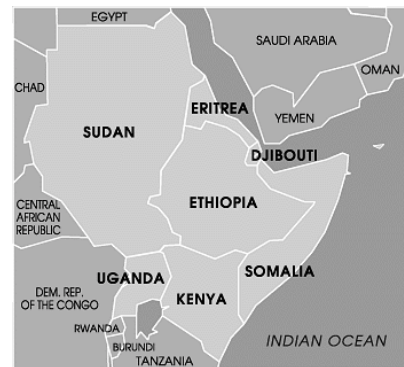 EGYPT
SAUDI ARABIA
OMAN
CHAD
ERITREA
YEMEN
SUDAN
DJIBOUTI
CENTRAL
AFRICAN
REPUBLIC
ETHIOPIA
UGANDA
SOMALIA
DEM. REP.
OF THE CONGO
KENYA
RWANDA
BURUNDI
TANZANIA
INDIAN OCEAN